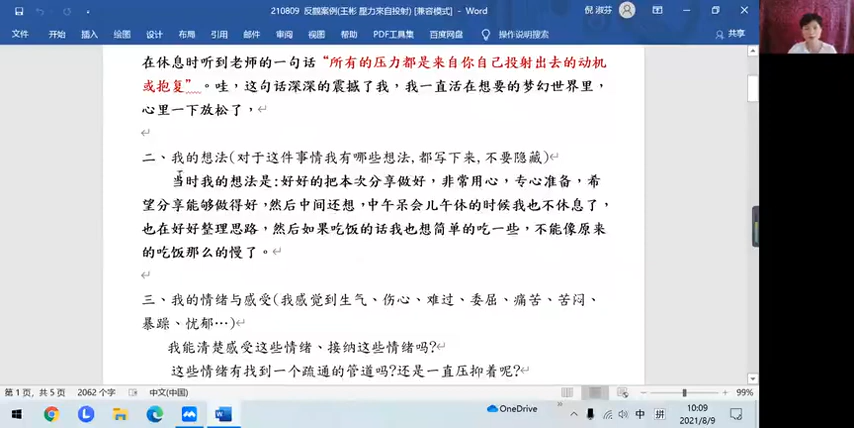 210809 反觀案例(王彬 壓力來自投射) [兼容模式] - Word
倪 淑芬
文件 开始 插入 绘图 设计 布局 引用 邮件 审阅 视图 帮助 PDF工具集 百度网盘 操作说明搜索 共享
在休息时听到老师的一句话“所有的压力都是来自你自己投射出去的动机
或抱复”。哇，这句话深深的震撼了我，我一直活在想要的梦幻世界里，
心里一下放松了，
二、我的想法(对于这件事情我有哪些想法,都写下来,不要隐藏)
当时我的想法是:好好的把本次分享做好，非常用心，专心准备，希
望分享能够做得好,然后中间还想,中午呆会儿午休的时候我也不休息了，
也在好好整理思路，然后如果吃饭的话我也想简单的吃一些，不能像原来
的吃饭那么的慢了。
三、我的情绪与感受(我感觉到生气、伤心、难过、委屈、痛苦、苦闷、
暴躁、忧郁…)
我能清楚感受这些情绪、接纳这些情绪吗?
这些情绪有找到一个疏通的管道吗?还是一直压抑着呢?
第1页，共5页 2062个字 中文(中国) 99%
OneDrive 中 拼 10:09
2021/8/9